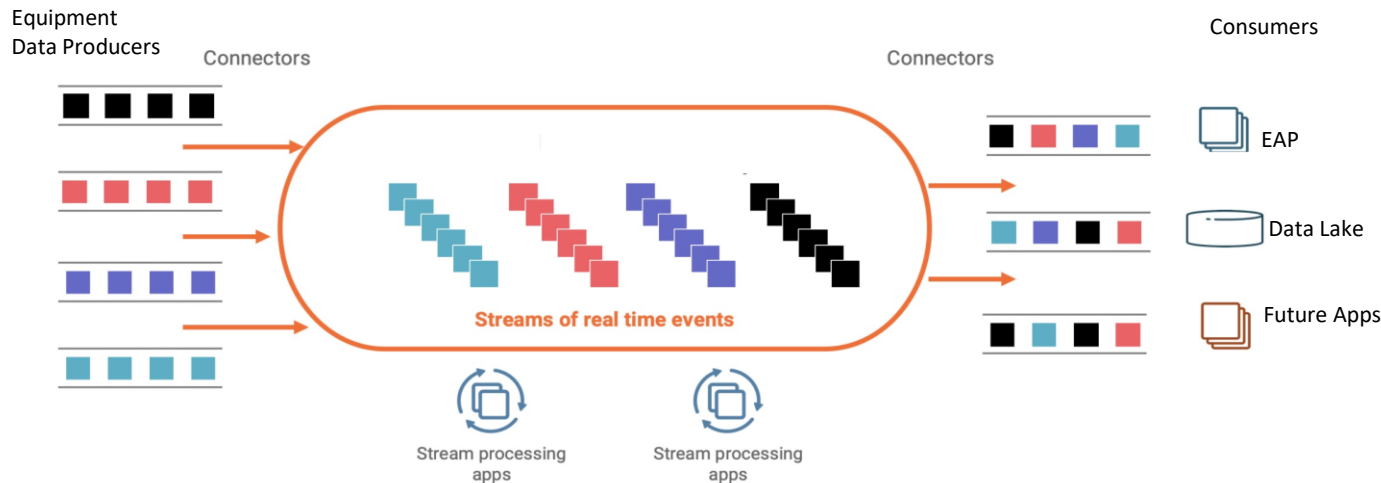 Equipment
Data Producers
Connectors
Connectors
Consumers
EAP
Data Lake
Future Apps
Streams of real time events
Stream processing
apps
Stream processing
apps